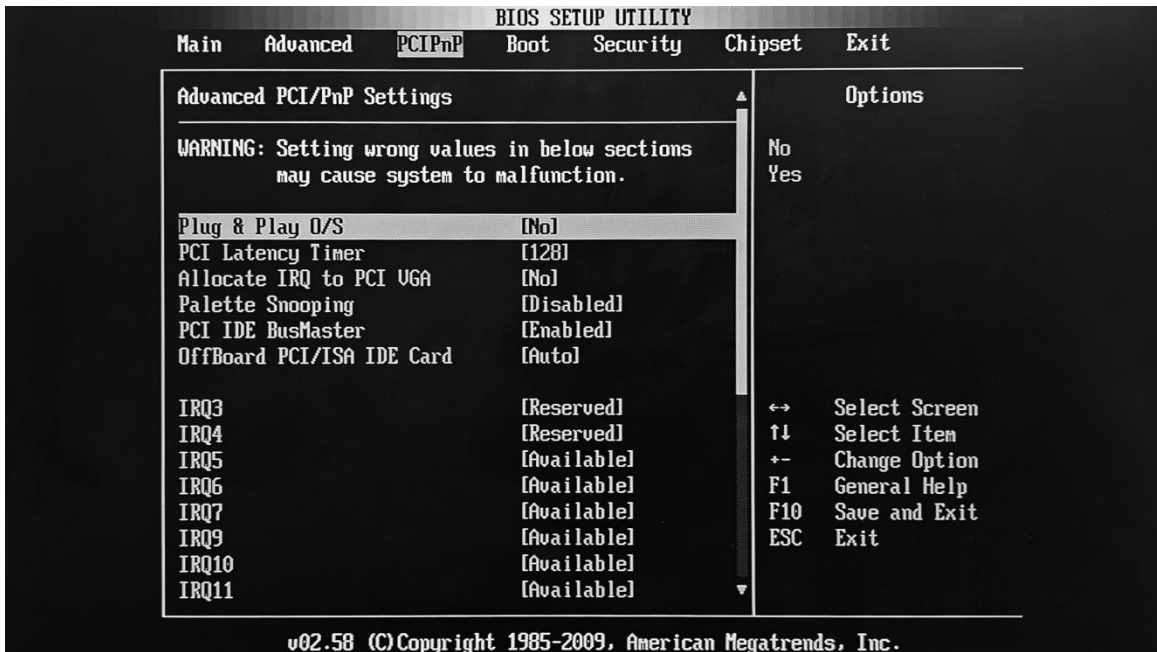 BIOS SETUP UTILITY
Main Advanced PCIPnP Boot Security Chipset Exit
Advanced PCI/PnP Settings
WARNING: Setting wrong values in below sections
may cause system to malfunction.
Plug & Play O/S [No]
PCI Latency Timer [128]
Allocate IRQ to PCI VGA [No]
Palette Snooping [Disabled]
PCI IDE BusMaster [Enabled]
OffBoard PCI/ISA IDE Card [Auto]
IRQ3 [Reserved]
IRQ4 [Reserved]
IRQ5 [Available]
IRQ6 [Available]
IRQ7 [Available]
IRQ9 [Available]
IRQ10 [Available]
IRQ11 [Available]
Options
No
Yes
←→ Select Screen
↑↓ Select Item
+- Change Option
F1 General Help
F10 Save and Exit
ESC Exit
v02.58 (C)Copyright 1985-2009, American Megatrends, Inc.